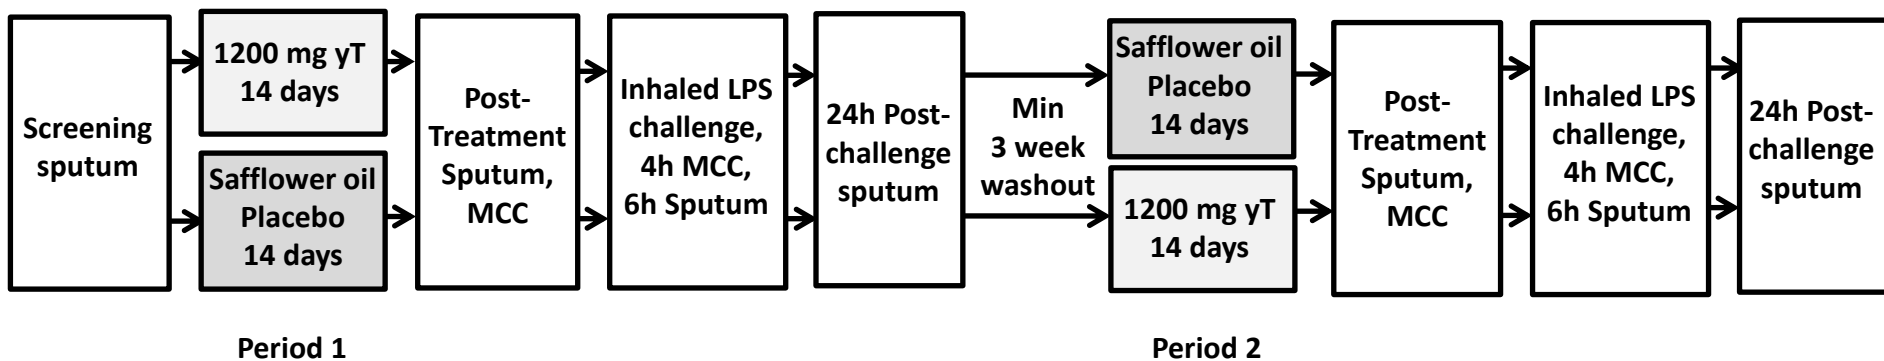 Screening
sputum
1200 mg yT
14 days
Safflower oil
Placebo
14 days
Post-
Treatment
Sputum,
MCC
Inhaled LPS
challenge,
4h MCC,
6h Sputum
24h Post-
challenge
sputum
Min
3 week
washout
Safflower oil
Placebo
14 days
1200 mg yT
14 days
Post-
Treatment
Sputum,
MCC
Inhaled LPS
challenge,
4h MCC,
6h Sputum
24h Post-
challenge
sputum
Period 1
Period 2